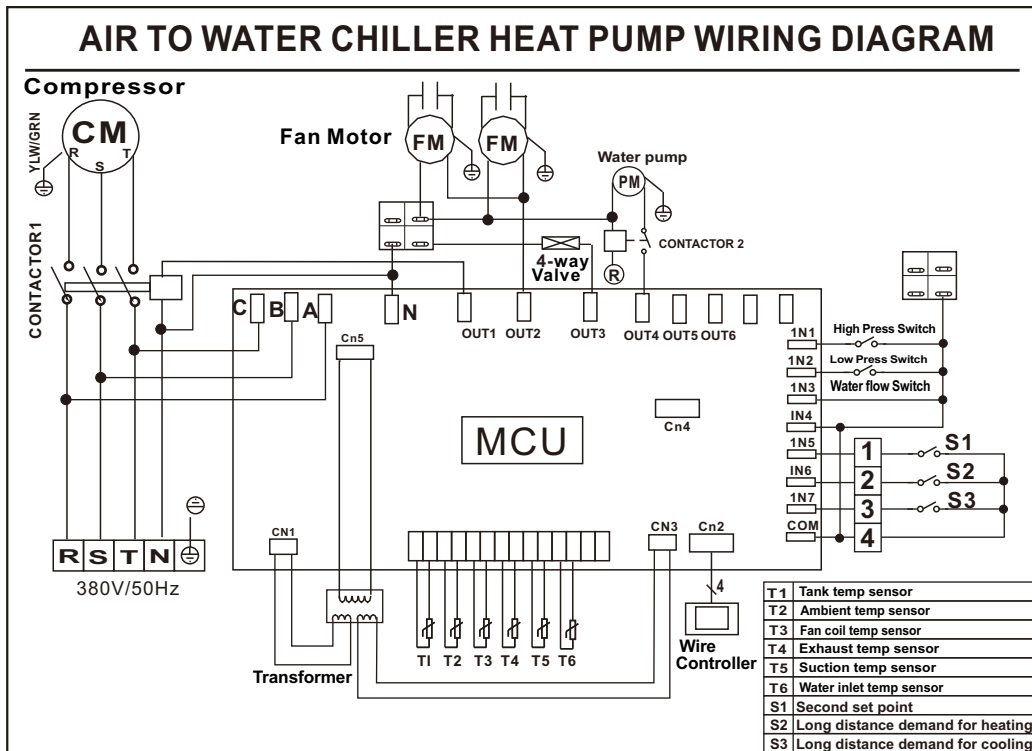 AIR TO WATER CHILLER HEAT PUMP WIRING DIAGRAM
Compressor
YLW/GRN
CM
R
S
T
Fan Motor
FM
FM
Water pump
PM
CONTACTOR1
CONTACTOR 2
4-way
Valve
R
C
B
A
N
OUT1
OUT2
OUT3
OUT4
OUT5
OUT6
Cn5
Cn4
MCU
1N1
High Press Switch
1N2
Low Press Switch
1N3
Water flow Switch
IN4
1N5
1
S1
IN6
2
S2
1N7
3
S3
COM
4
CN1
CN3
Cn2
R S T N
380V/50Hz
4
Transformer
TI
T2
T3
T4
T5
T6
Wire
Controller
T1 Tank temp sensor
T2 Ambient temp sensor
T3 Fan coil temp sensor
T4 Exhaust temp sensor
T5 Suction temp sensor
T6 Water inlet temp sensor
S1 Second set point
S2 Long distance demand for heating
S3 Long distance demand for cooling